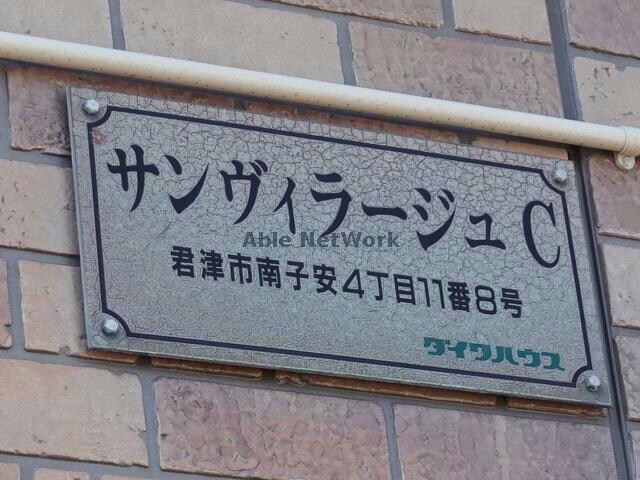 サンヴィラージュ C
Able NetWork
君津市南子安4丁目11番8号
ダイワハウス